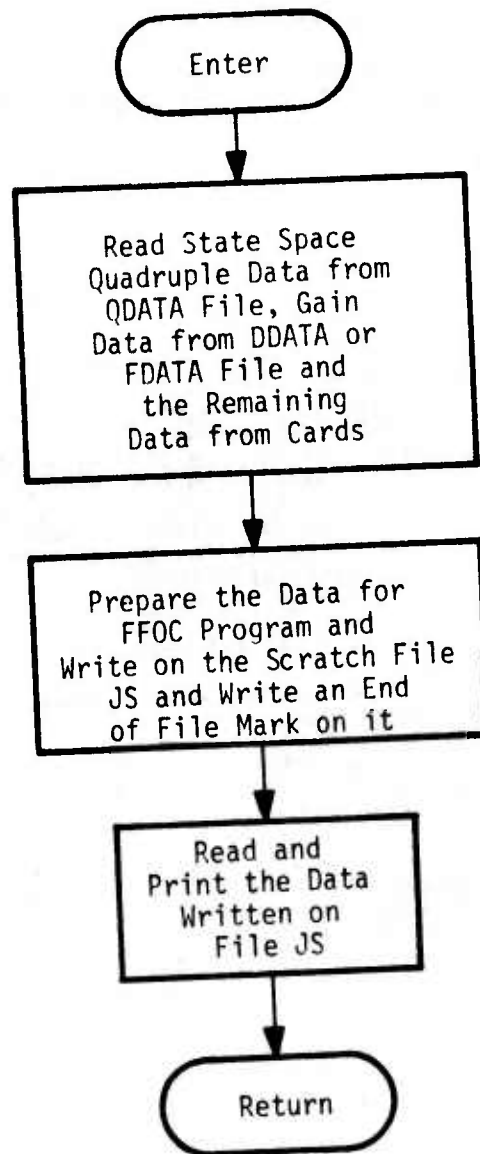 Enter
Read State Space
Quadruple Data from
QDATA File, Gain
Data from DDATA or
FDATA File and
the Remaining
Data from Cards
Prepare the Data for
FFOC Program and
Write on the Scratch File
JS and Write an End
of File Mark on it
Read and
Print the Data
Written on
File JS
Return